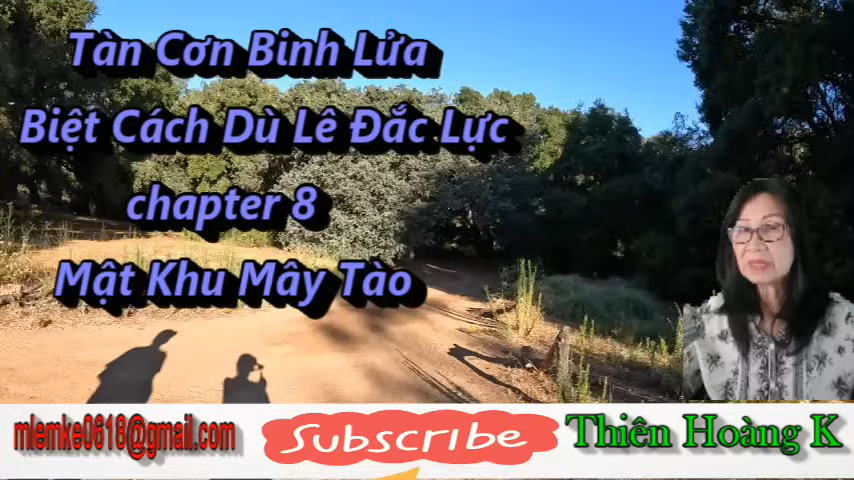 Tàn Cơn Binh Lửa
Biệt Cách Dù Lê Đắc Lực
chapter 8
Mật Khu Mây Tào
mlemke0618@gmail.com
Subscribe
Thiên Hoàng K